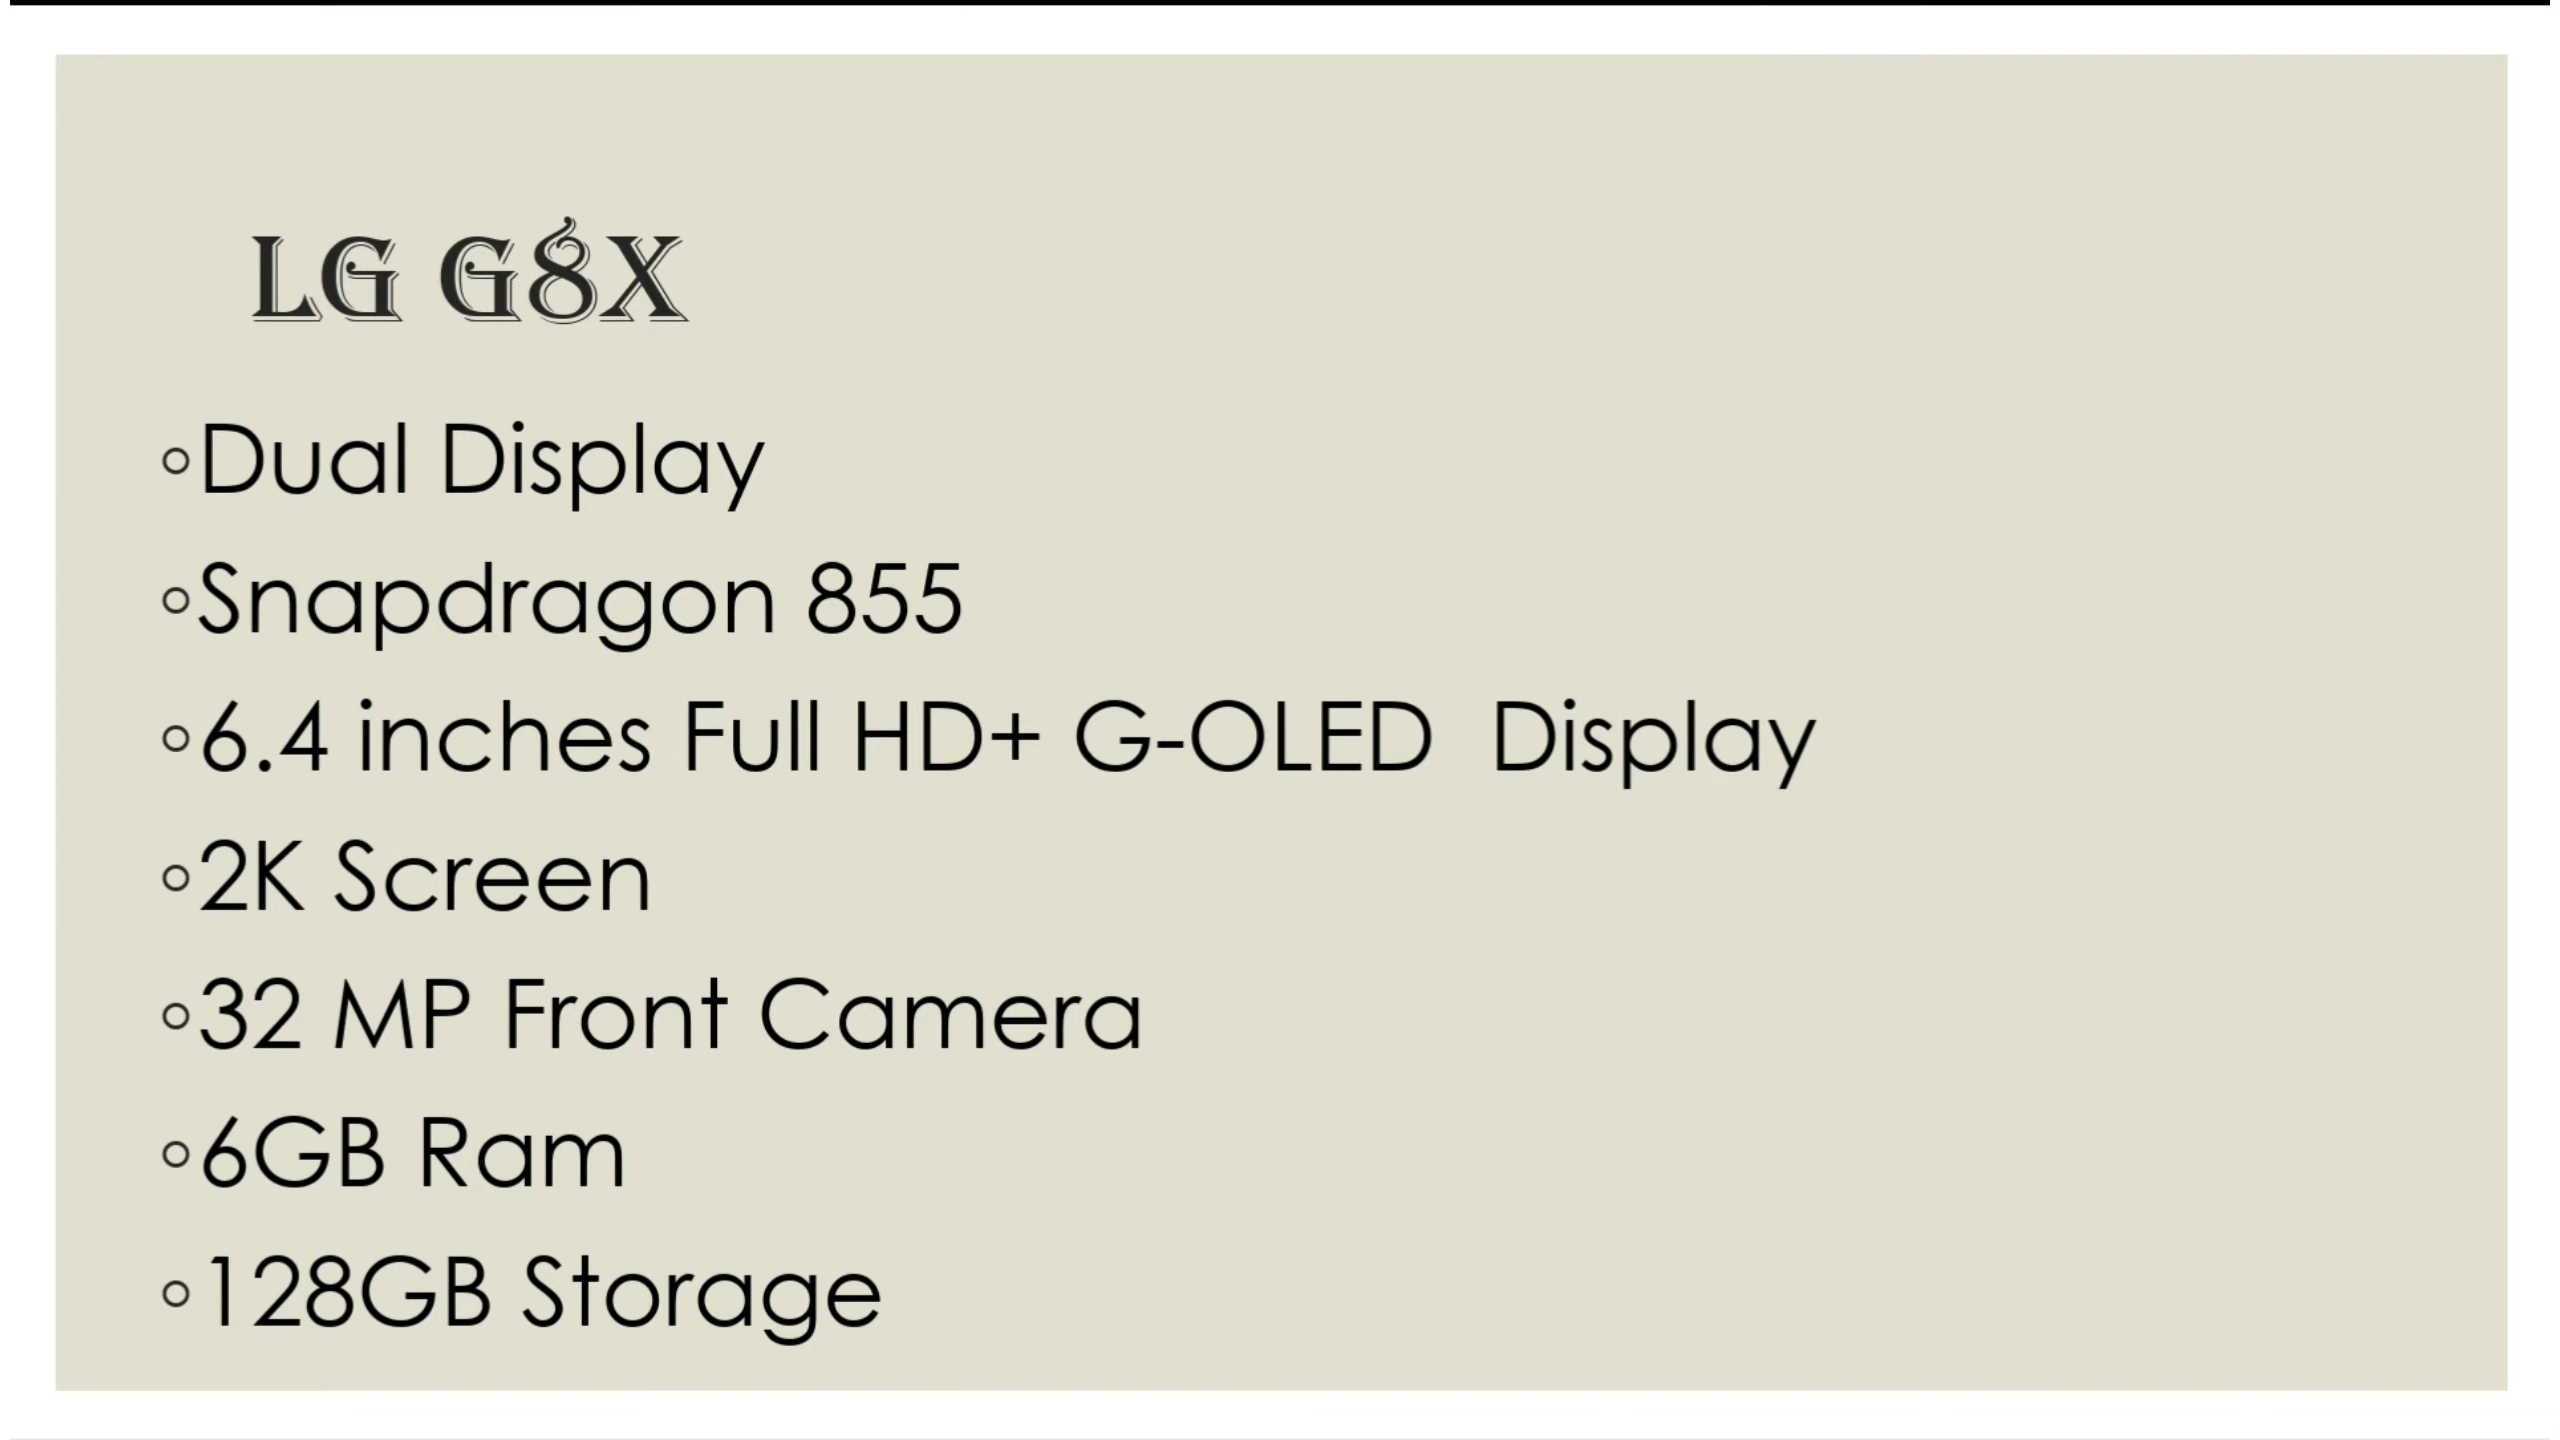 LG G8X
◦Dual Display
◦Snapdragon 855
◦6.4 inches Full HD+ G-OLED  Display
◦2K Screen
◦32 MP Front Camera
◦6GB Ram
◦128GB Storage